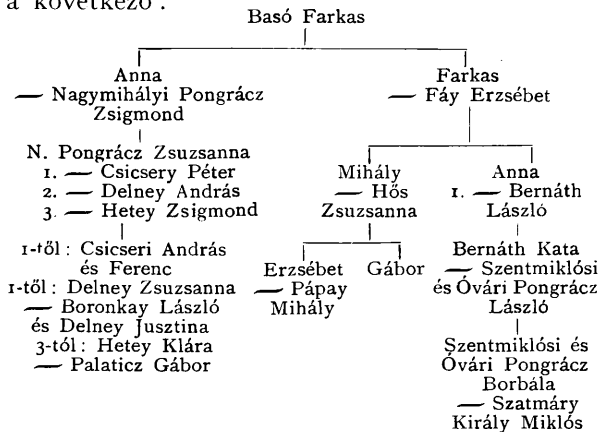 a következő :
Basó Farkas
Anna
— Nagymihályi Pongrácz
Zsigmond
N. Pongrácz Zsuzsanna
1. — Csicsery Péter
2. — Delney András
3. — Hetey Zsigmond
1-től : Csicseri András
és Ferenc
1-től : Delney Zsuzsanna
— Boronkay László
és Delney Jusztina
3-tól : Hetey Klára
— Palaticz Gábor
Farkas
— Fáy Erzsébet
Mihály
— Hős
Zsuzsanna
Erzsébet
— Pápay
Mihály
Gábor
Anna
1. — Bernáth
László
Bernáth Kata
— Szentmiklósi
és Óvári Pongrácz
László
Szentmiklósi és
Óvári Pongrácz
Borbála
— Szatmáry
Király Miklós